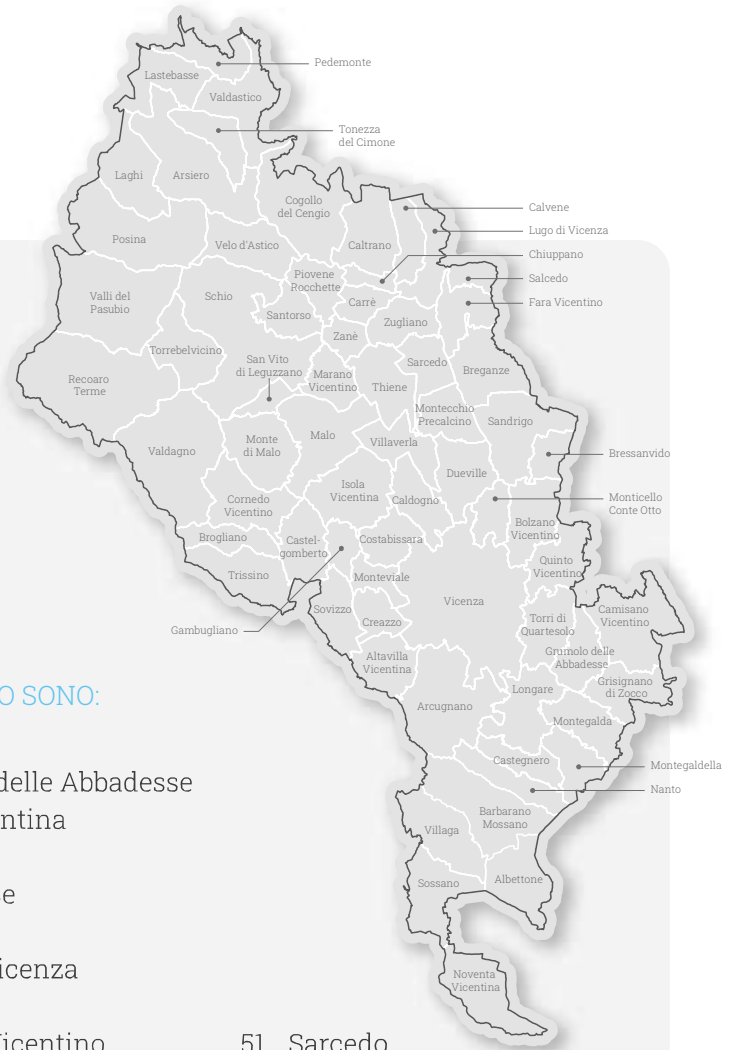 Pedemonte
Lastebasse
Valdastico
Tonezza
del Cimone
Laghi
Arsiero
Cogollo
del Cengio
Calvene
Lugo di Vicenza
Posina
Velo d'Astico
Caltrano
Chiuppano
Piovene
Rocchette
Salcedo
Valli del
Pasubio
Schio
Carrè
Fara Vicentino
Santorso
Zugliano
Zanè
Torrebelvicino
San Vito
di Leguzzano
Sarcedo
Breganze
Recoaro
Terme
Marano
Vicentino
Thiene
Montecchio
Precalcino
Sandrigo
Malo
Villaverla
Valdagno
Monte
di Malo
Bressanvido
Dueville
Isola
Vicentina
Caldogno
Cornedo
Vicentino
Monticello
Conte Otto
Bolzano
Vicentino
Brogliano
Castel-
gomberto
Costabissara
Quinto
Vicentino
Trissino
Monteviale
Vicenza
Sovizzo
Camisano
Vicentino
Creazzo
Torri di
Quartesolo
Gambugliano
Grumolo delle
Abbadesse
Altavilla
Vicentina
Grisignano
di Zocco
Longare
O SONO:
Arcugnano
Montegalda
Castegnero
Montegaldella
delle Abbadesse
Nanto
ntina
Barbarano
Mossano
Villaga
Sossano
Albettone
e
icenza
Noventa
Vicentina
icentino
51 Sarcedo